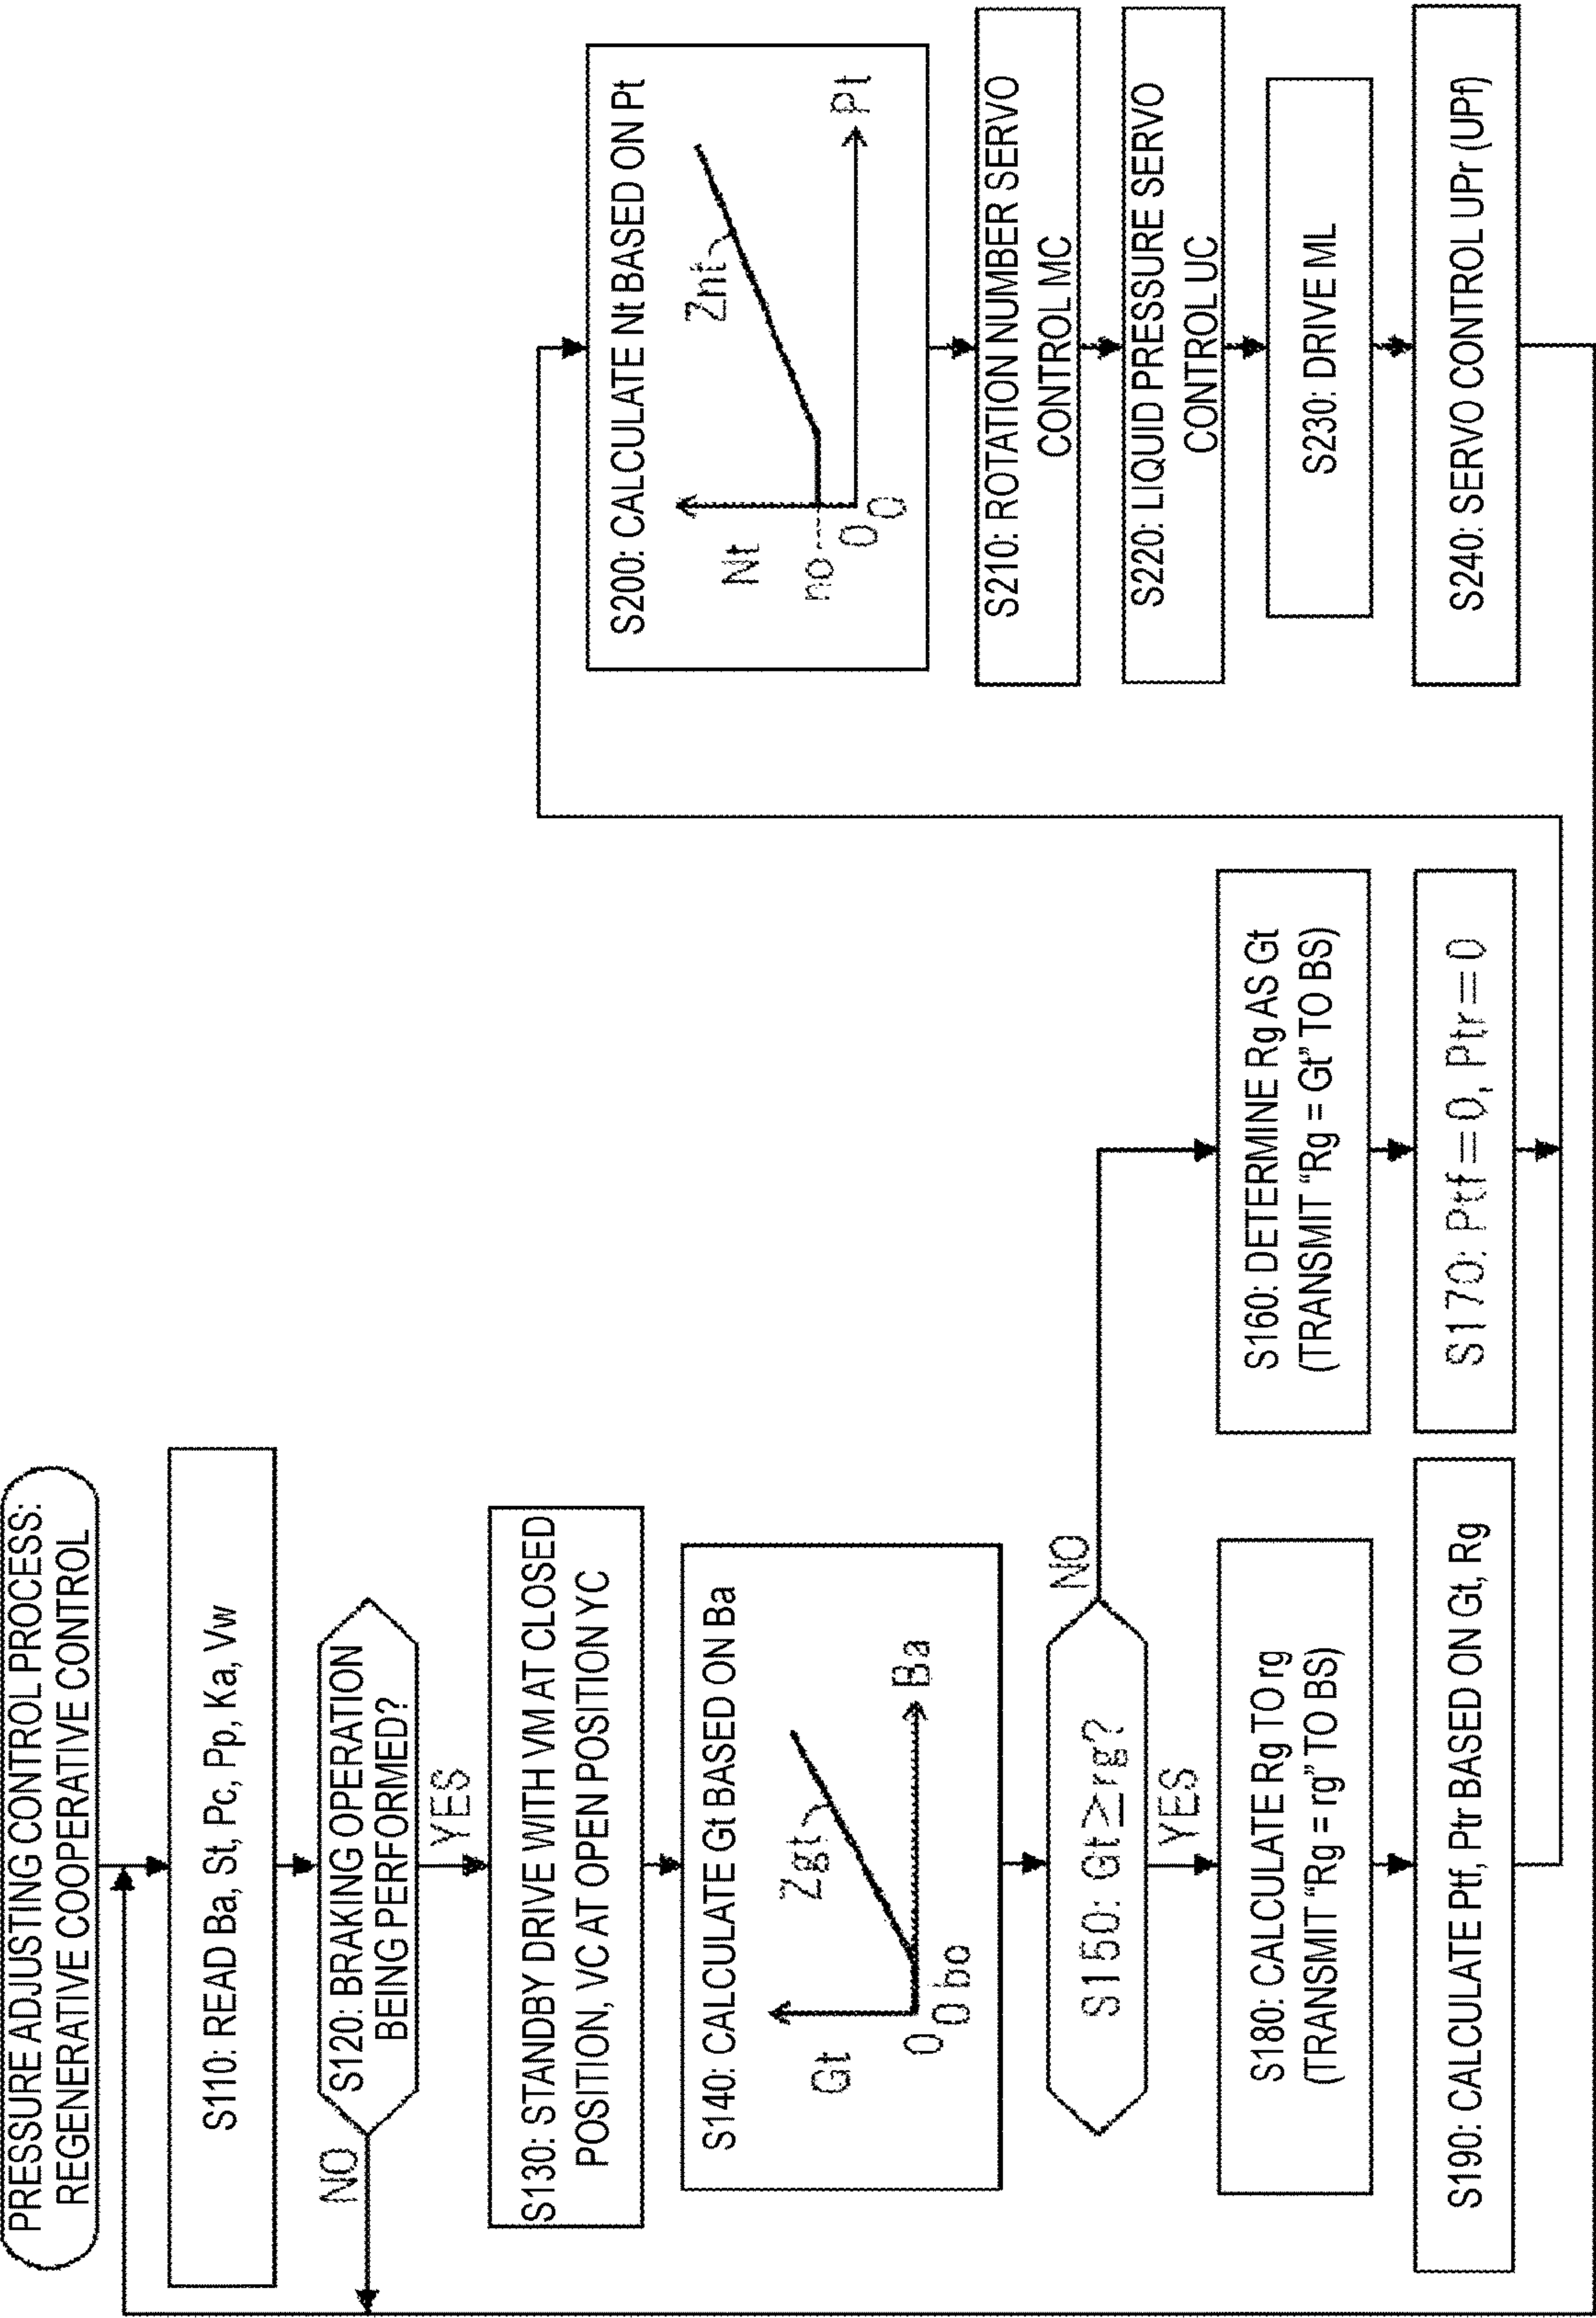 PRESSURE ADJUSTING CONTROL PROCESS:
REGENERATIVE COOPERATIVE CONTROL
S110: READ Ba, St, Pc, Pp, Ka, Vw
S120: BRAKING OPERATION
BEING PERFORMED?
NO
YES
S130: STANDBY DRIVE WITH VM AT CLOSED
POSITION, VC AT OPEN POSITION YC
S140: CALCULATE Gt BASED ON Ba
Gt
Zgt
Ba
0
0 bo
S150: Gt≧rg?
NO
YES
S160: DETERMINE Rg AS Gt
(TRANSMIT “Rg = Gt” TO BS)
S170: Ptf=0, Ptr=0
S180: CALCULATE Rg TO rg
(TRANSMIT “Rg = rg” TO BS)
S190: CALCULATE Ptf, Ptr BASED ON Gt, Rg
S200: CALCULATE Nt BASED ON Pt
Nt
Znt
no
0
0
Pt
S210: ROTATION NUMBER SERVO
CONTROL MC
S220: LIQUID PRESSURE SERVO
CONTROL UC
S230: DRIVE ML
S240: SERVO CONTROL UPr (UPf)